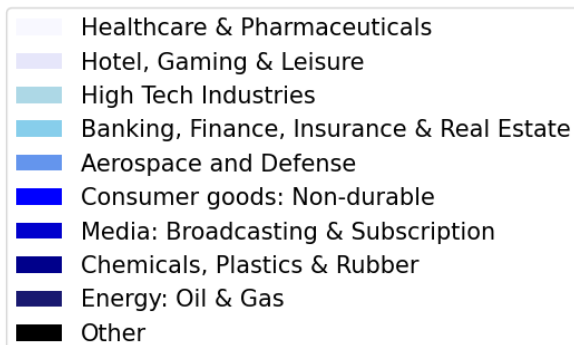 Healthcare & Pharmaceuticals
Hotel, Gaming & Leisure
High Tech Industries
Banking, Finance, Insurance & Real Estate
Aerospace and Defense
Consumer goods: Non-durable
Media: Broadcasting & Subscription
Chemicals, Plastics & Rubber
Energy: Oil & Gas
Other